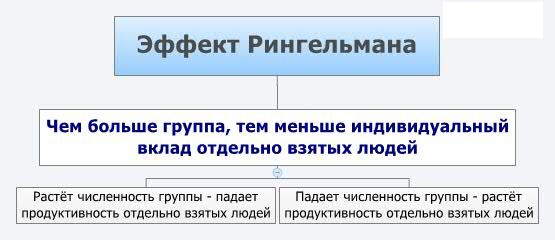 Эффект Рингельмана
Чем больше группа, тем меньше индивидуальный
вклад отдельно взятых людей
Растёт численность группы - падает
продуктивность отдельно взятых людей
Падает численность группы - растёт
продуктивность отдельно взятых людей